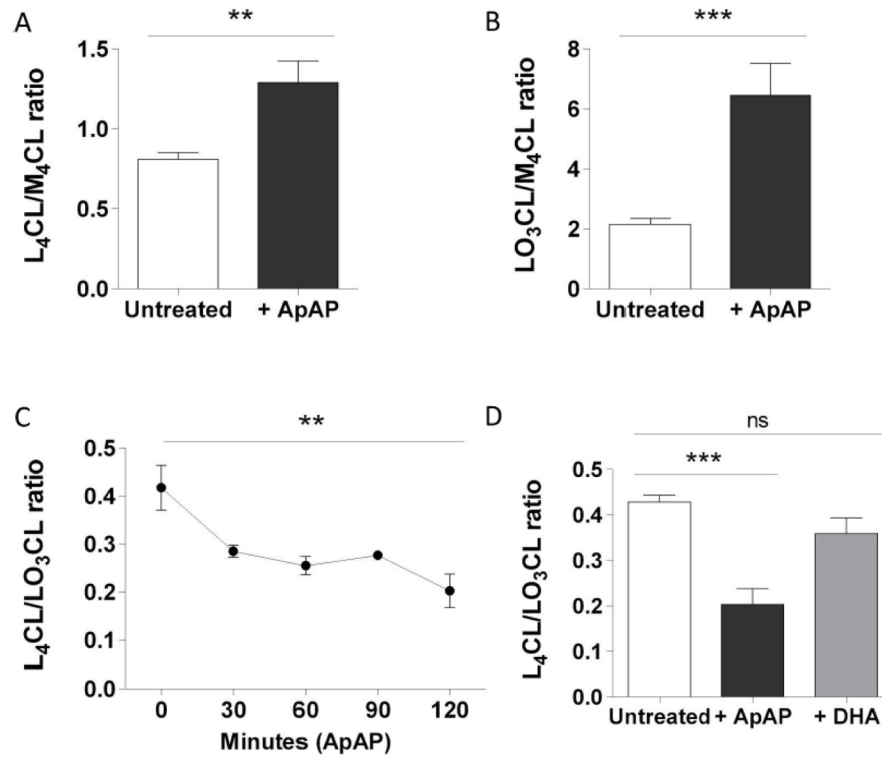 A
**
L₄CL/M₄CL ratio
1.5
1.0
0.5
0.0
Untreated
+ ApAP
B
***
LO₃CL/M₄CL ratio
8
6
4
2
0
Untreated
+ ApAP
C
**
L₄CL/LO₃CL ratio
0.5
0.4
0.3
0.2
0.1
0.0
0 30 60 90 120
Minutes (ApAP)
D
ns
***
L₄CL/LO₃CL ratio
0.5
0.4
0.3
0.2
0.1
0.0
Untreated
+ ApAP
+ DHA